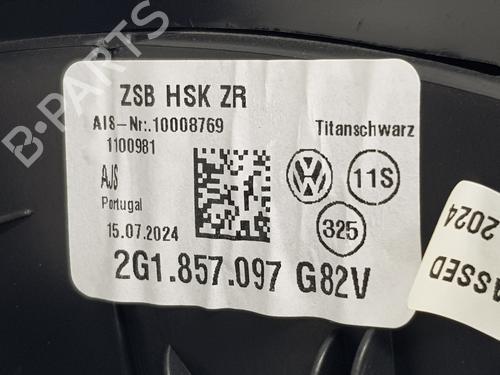 ZSB HSK ZR
AIS-Nr:.10008769
Titanschwarz
1100981
AJS
11S
Portugal
15.07.2024
325
2G1.857.097 G82V
2024
B-PARTS